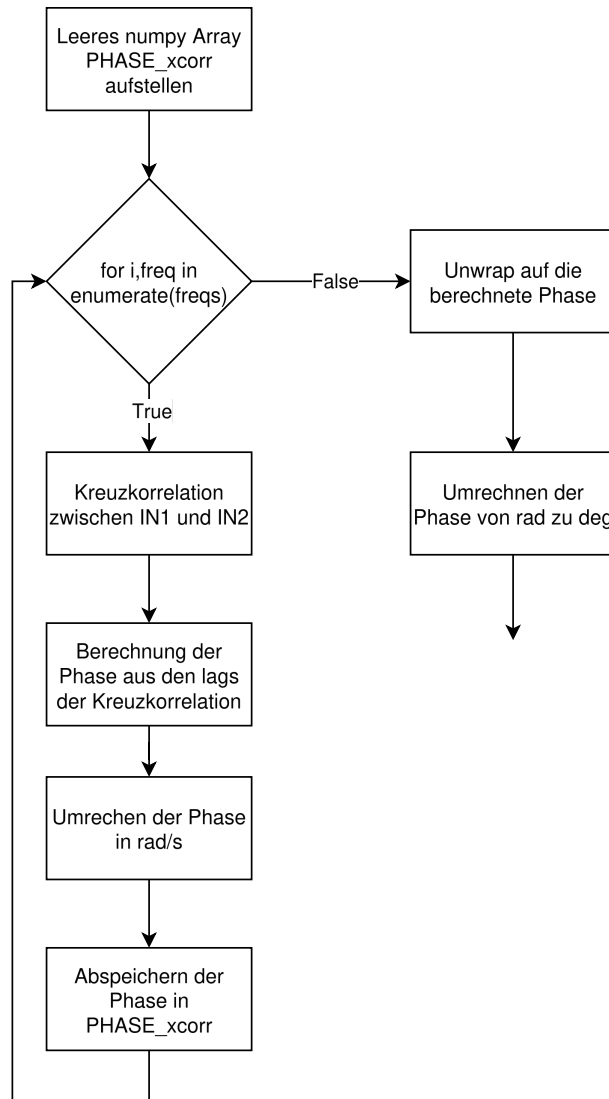 Leeres numpy Array
PHASE_xcorr
aufstellen
for i,freq in
enumerate(freqs)
False
Unwrap auf die
berechnete Phase
True
Kreuzkorrelation
zwischen IN1 und IN2
Umrechnen der
Phase von rad zu deg
Berechnung der
Phase aus den lags
der Kreuzkorrelation
Umrechen der Phase
in rad/s
Abspeichern der
Phase in
PHASE_xcorr